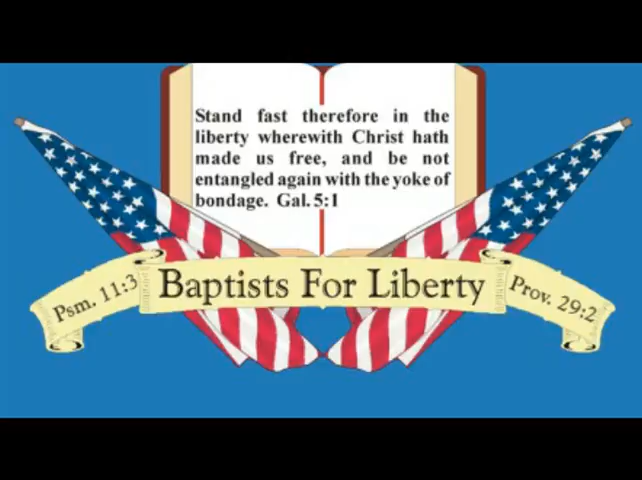 Stand fast therefore in the
liberty wherewith Christ hath
made us free, and be not
entangled again with the yoke of
bondage. Gal. 5:1
Psm. 11:3
Baptists For Liberty
Prov. 29:2